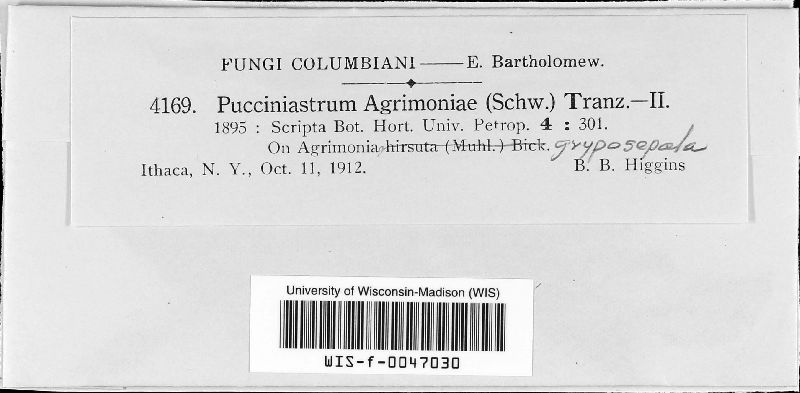 FUNGI COLUMBIANI——E. Bartholomew.
4169. Pucciniastrum Agrimoniae (Schw.) Tranz.—II.
1895 : Scripta Bot. Hort. Univ. Petrop. 4 : 301.
On Agrimonia hirsuta (Muhl.) Bick. gryposepala
Ithaca, N. Y., Oct. 11, 1912. B. B. Higgins
University of Wisconsin-Madison (WIS)
WIS-f-0047030